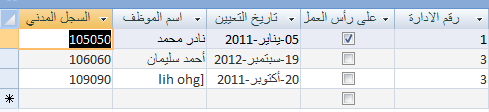 السجل المدني اسم الموظف تاريخ التعيين على رأس العمل رقم الادارة
105050 نادر محمد 05-يناير-2011 1
106060 أحمد سليمان 19-سبتمبر-2012 3
109090 lih ohg] 20-أكتوبر-2011 3